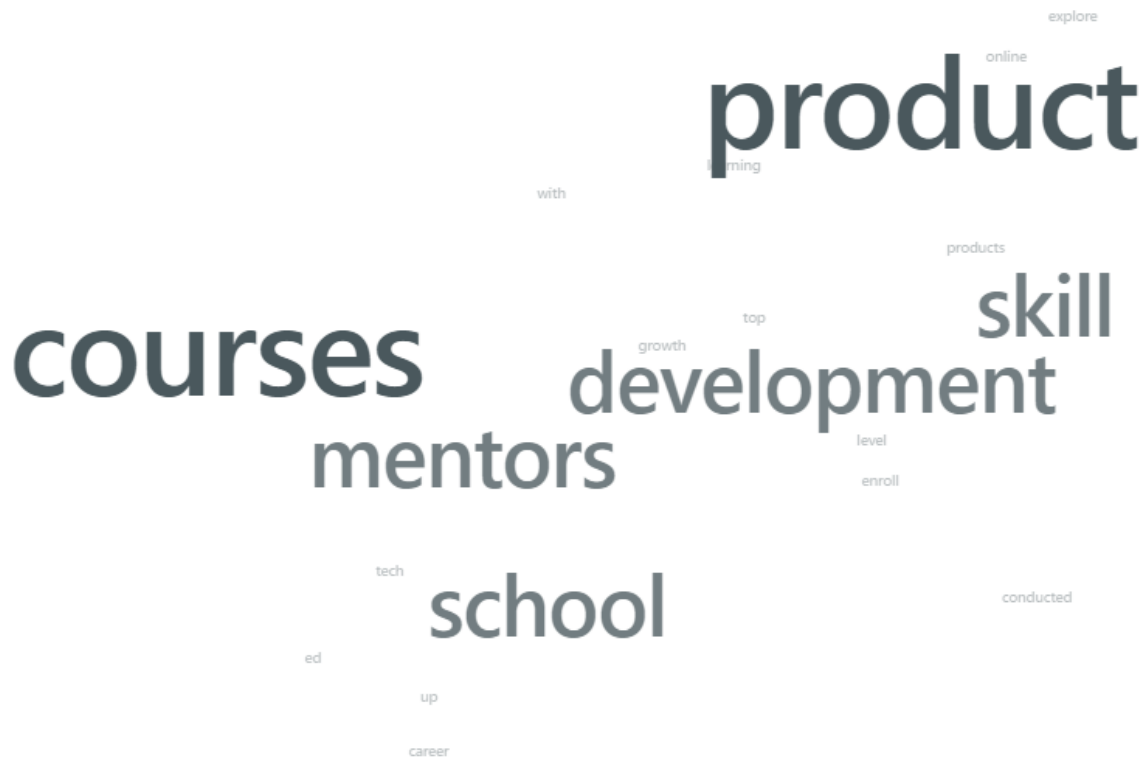 explore
online
product
learning
with
products
skill
top
growth
courses
development
mentors
level
enroll
tech
school
conducted
ed
up
career